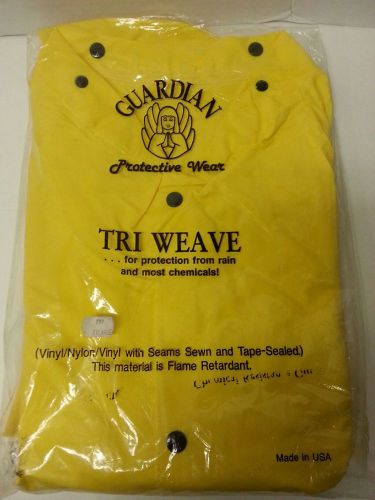 GUARDIAN
Protective Wear
TRI WEAVE
. . . for protection from rain
and most chemicals!
(Vinyl/Nylon/Vinyl with Seams Sewn and Tape-Sealed.)
This material is Flame Retardant.
Made in USA